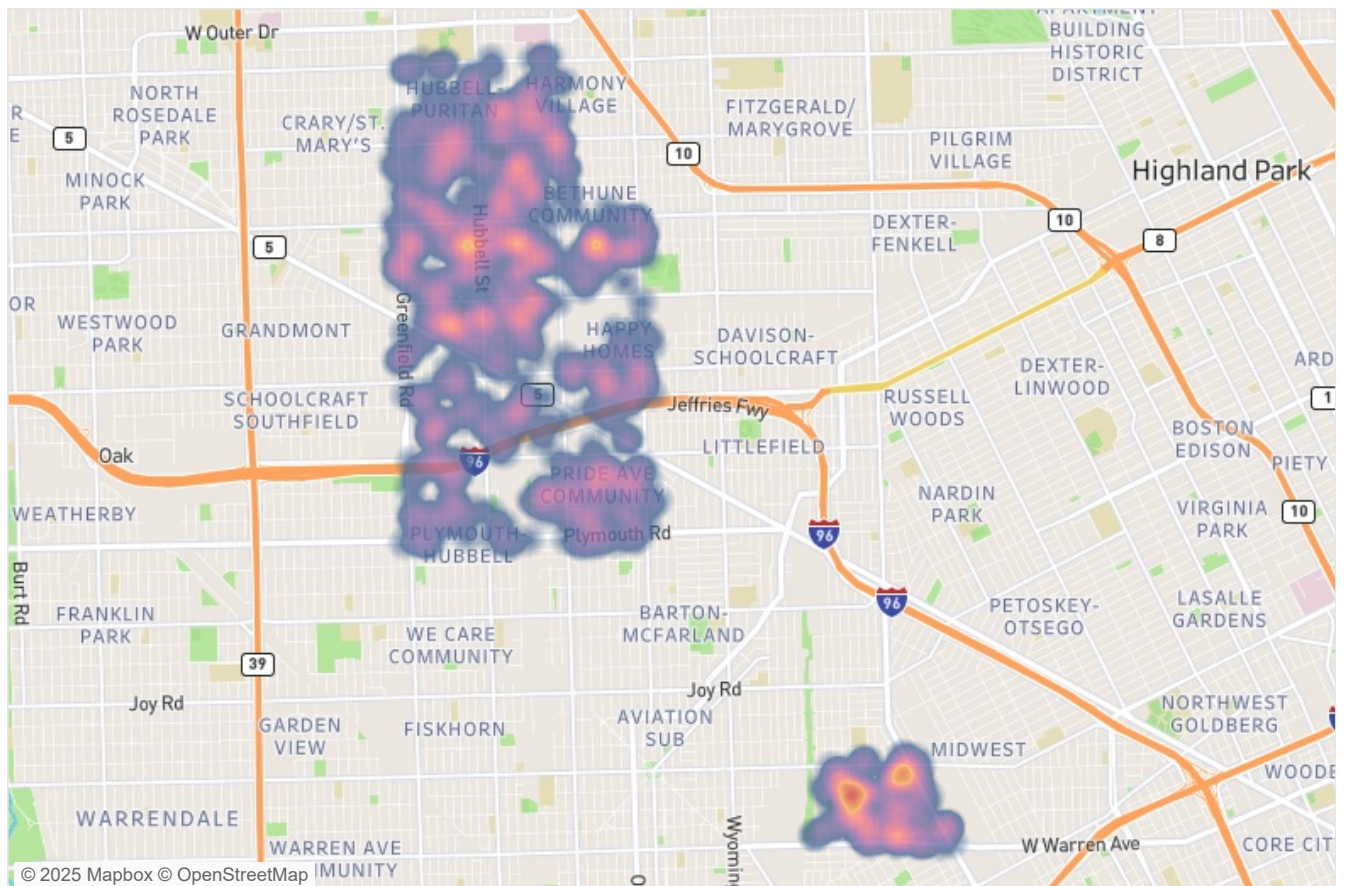 APARTMENT
BUILDING
HISTORIC
DISTRICT
W Outer Dr
HUBBELL-
PURITAN
HARMONY
VILLAGE
NORTH
ROSEDALE
PARK
CRARY/ST.
MARY'S
FITZGERALD/
MARYGROVE
R
E
5
10
PILGRIM
VILLAGE
Highland Park
MINOCK
PARK
BETHUNE
COMMUNITY
Hubbell St
DEXTER-
FENKELL
10
8
5
OR
WESTWOOD
PARK
GRANDMONT
Greenfield Rd
HAPPY
HOMES
DAVISON-
SCHOOLCRAFT
DEXTER-
LINWOOD
ARD
1
SCHOOLCRAFT
SOUTHFIELD
5
Jeffries Fwy
RUSSELL
WOODS
BOSTON
EDISON
PIETY
Oak
96
LITTLEFIELD
PRIDE AVE
COMMUNITY
NARDIN
PARK
VIRGINIA
PARK
10
WEATHERBY
PLYMOUTH-
HUBBELL
Plymouth Rd
96
Burt Rd
96
FRANKLIN
PARK
WE CARE
COMMUNITY
BARTON-
MCFARLAND
PETOSKEY-
OTSEGO
LASALLE
GARDENS
39
Joy Rd
Joy Rd
GARDEN
VIEW
FISKHORN
AVIATION
SUB
NORTHWEST
GOLDBERG
MIDWEST
WOODB
WARRENDALE
Wyoming
W Warren Ave
CORE CIT
WARREN AVE
MMUNITY
O
© 2025 Mapbox © OpenStreetMap